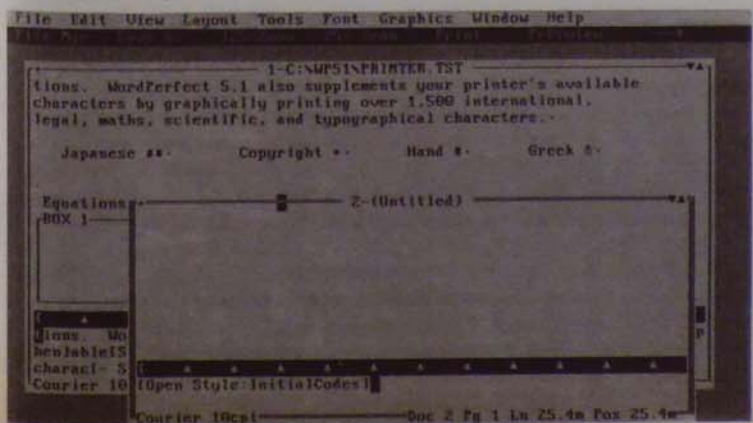 File Edit View Layout Tools Font Graphics Window Help
File Print
1-C:\WP51\PRINTER.TST
tions. WordPerfect 5.1 also supplements your printer's available
characters by graphically printing over 1,500 international,
legal, maths, scientific, and typographical characters.
Japanese Copyright Hand Greek
Equations 2-(Untitled)
BOX 1
tions. Wo P
charac[- S
Courier 10 [Open Style:InitialCodes]
Courier 10cpi Doc 2 Pg 1 Ln 25.4m Pos 25.4m